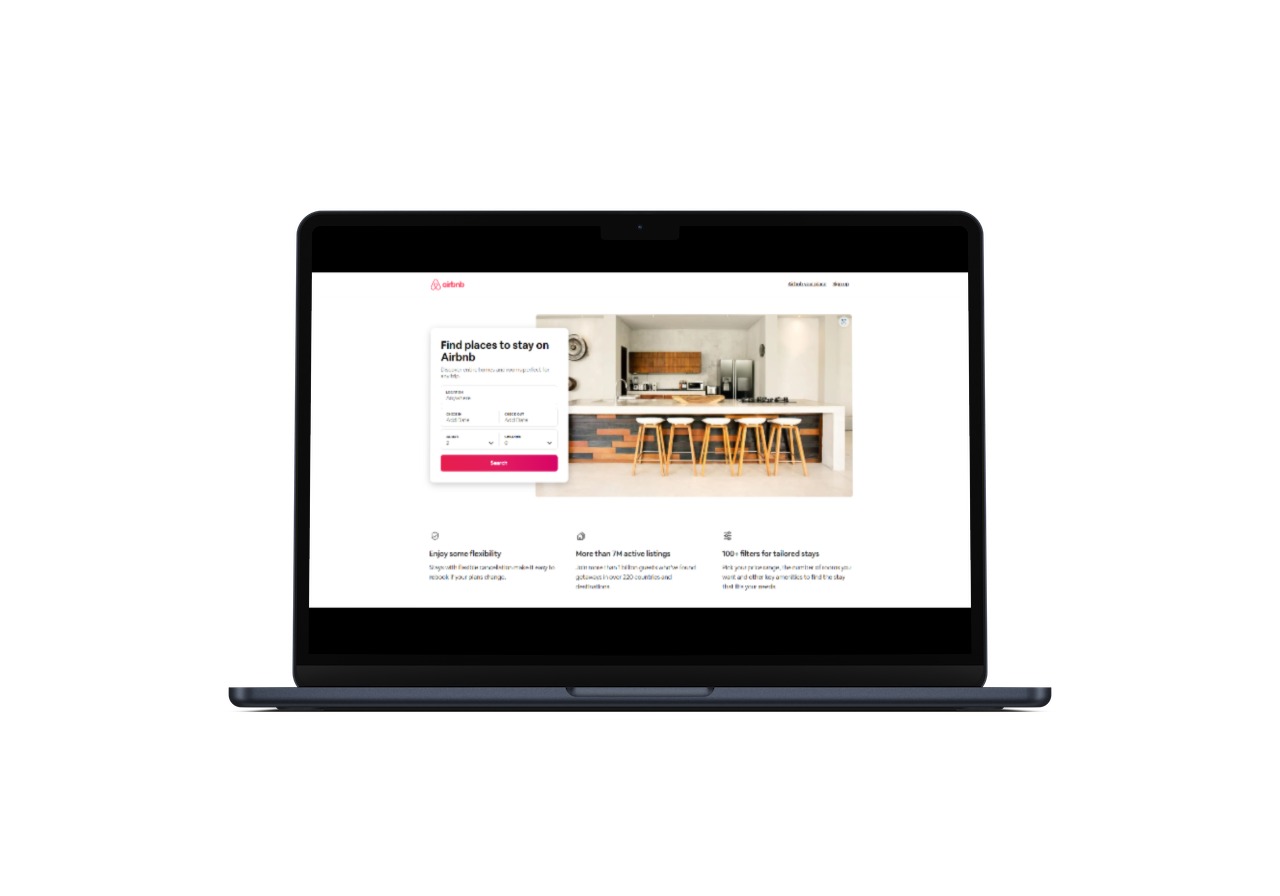 airbnb
Find places to stay on
Airbnb
Discover entire homes and rooms perfect for
any trip.
LOCATION
Anywhere
CHECK IN
CHECK OUT
Add Date
Add Date
ADULTS
CHILDREN
2
0
Search
Enjoy some flexibility
Stays with flexible cancellation make it easy to
rebook if your plans change.
More than 7M active listings
Join more than 1 billion guests who've found
getaways in over 220 countries and
destinations.
100+ filters for tailored stays
Pick your price range, the number of rooms you
want and other key amenities to find the stay
that fits your needs.